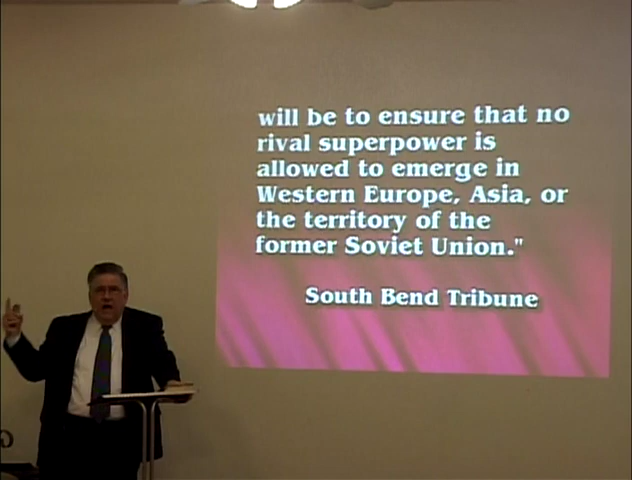 will be to ensure that no
rival superpower is
allowed to emerge in
Western Europe, Asia, or
the territory of the
former Soviet Union."
South Bend Tribune